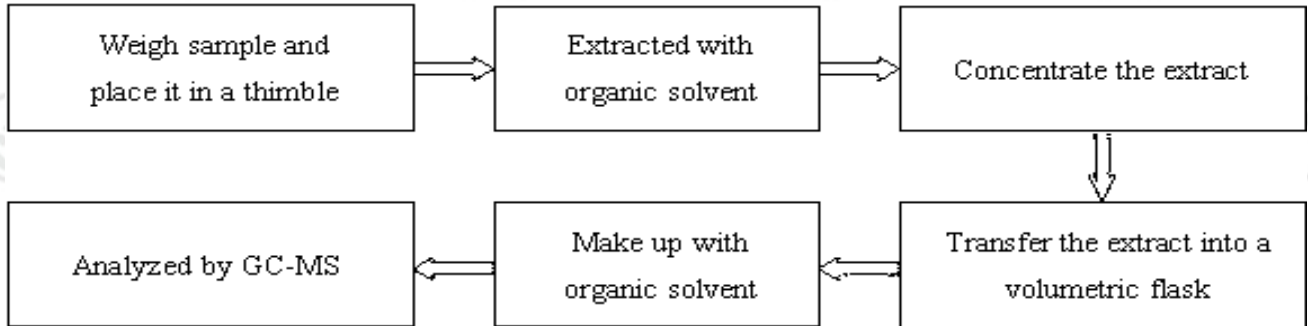 Weigh sample and
place it in a thimble
Extracted with
organic solvent
Concentrate the extract
Transfer the extract into a
volumetric flask
Make up with
organic solvent
Analyzed by GC-MS